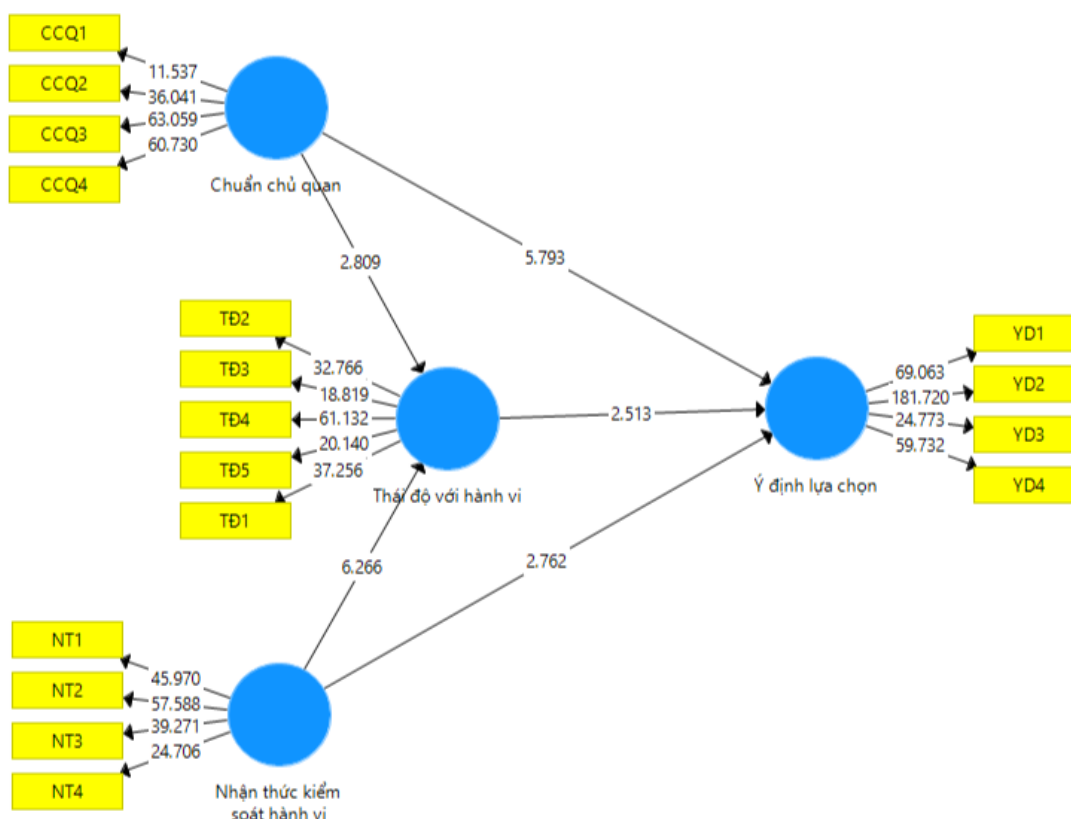 CCQ1
CCQ2
CCQ3
CCQ4
11.537
36.041
63.059
60.730
Chuẩn chủ quan
2.809
5.793
TĐ2
TĐ3
TĐ4
TĐ5
TĐ1
32.766
18.819
61.132
20.140
37.256
Thái độ với hành vi
2.513
YD1
YD2
YD3
YD4
69.063
181.720
24.773
59.732
Ý định lựa chọn
6.266
2.762
NT1
NT2
NT3
NT4
45.970
57.588
39.271
24.706
Nhận thức kiểm
soát hành vi